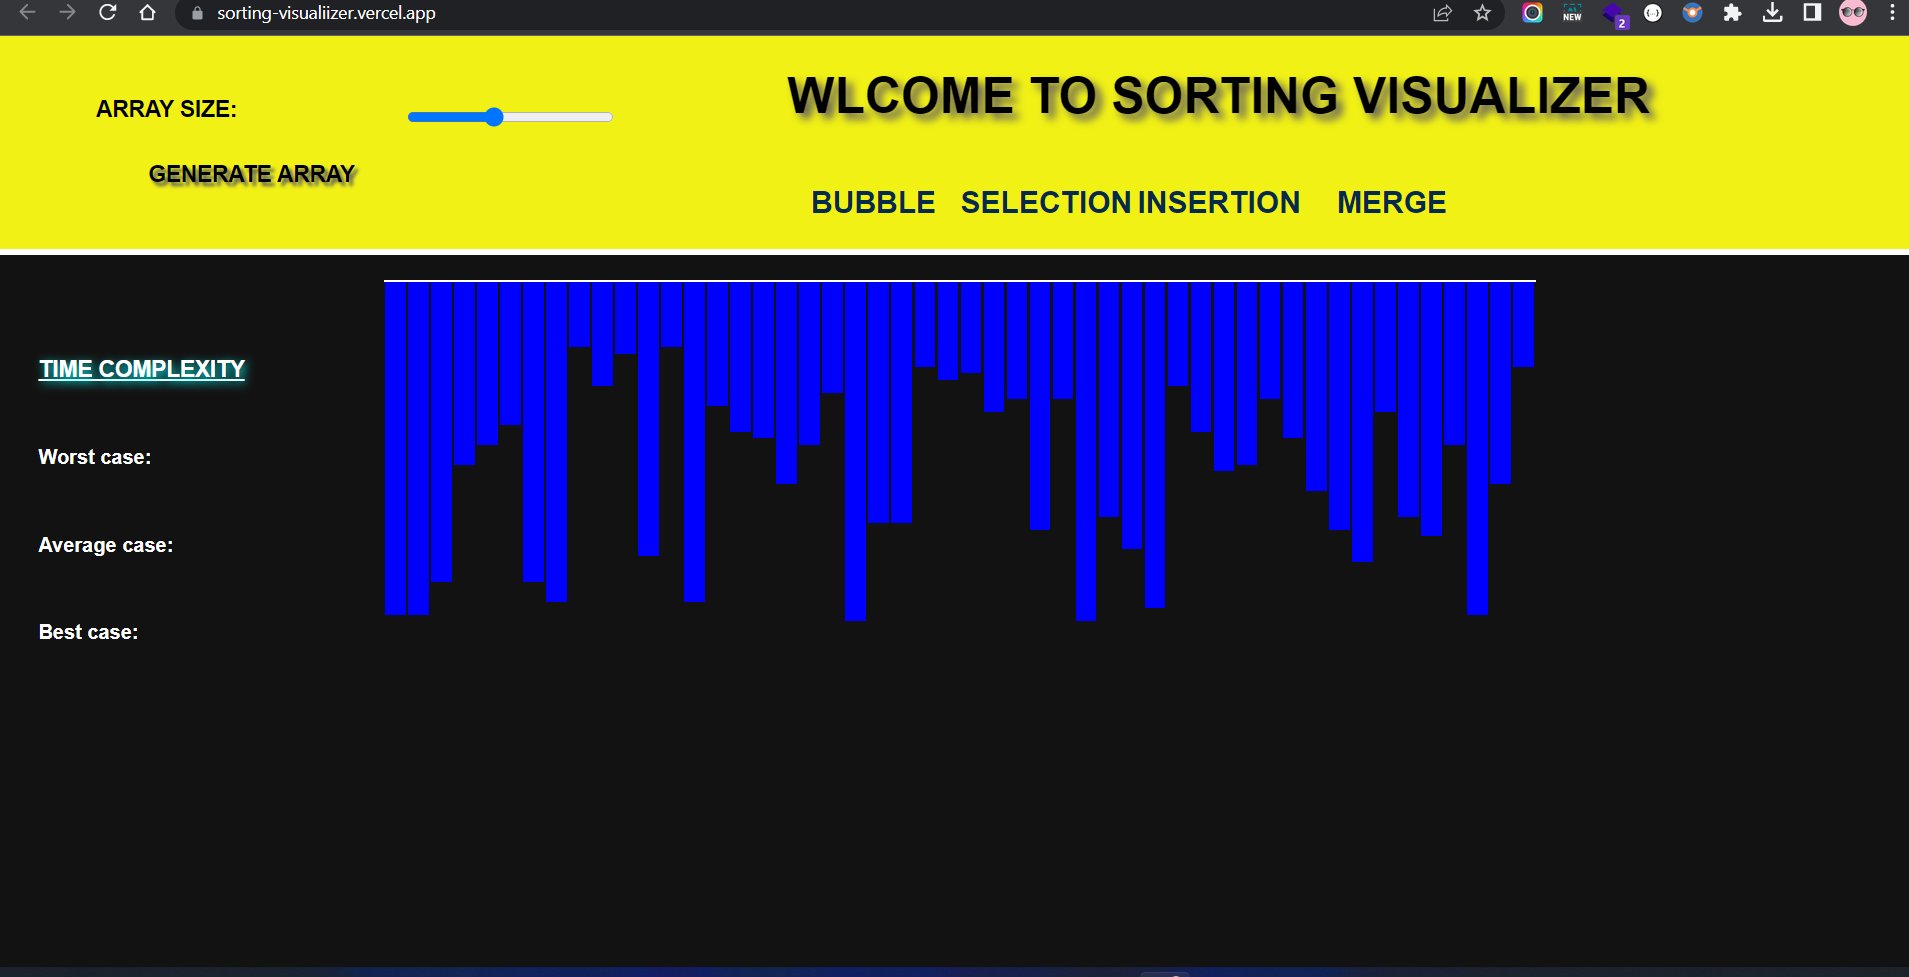 sorting-visualiizer.vercel.app
NEW
2
ARRAY SIZE:
WLCOME TO SORTING VISUALIZER
GENERATE ARRAY
BUBBLE SELECTION INSERTION MERGE
TIME COMPLEXITY
Worst case:
Average case:
Best case: